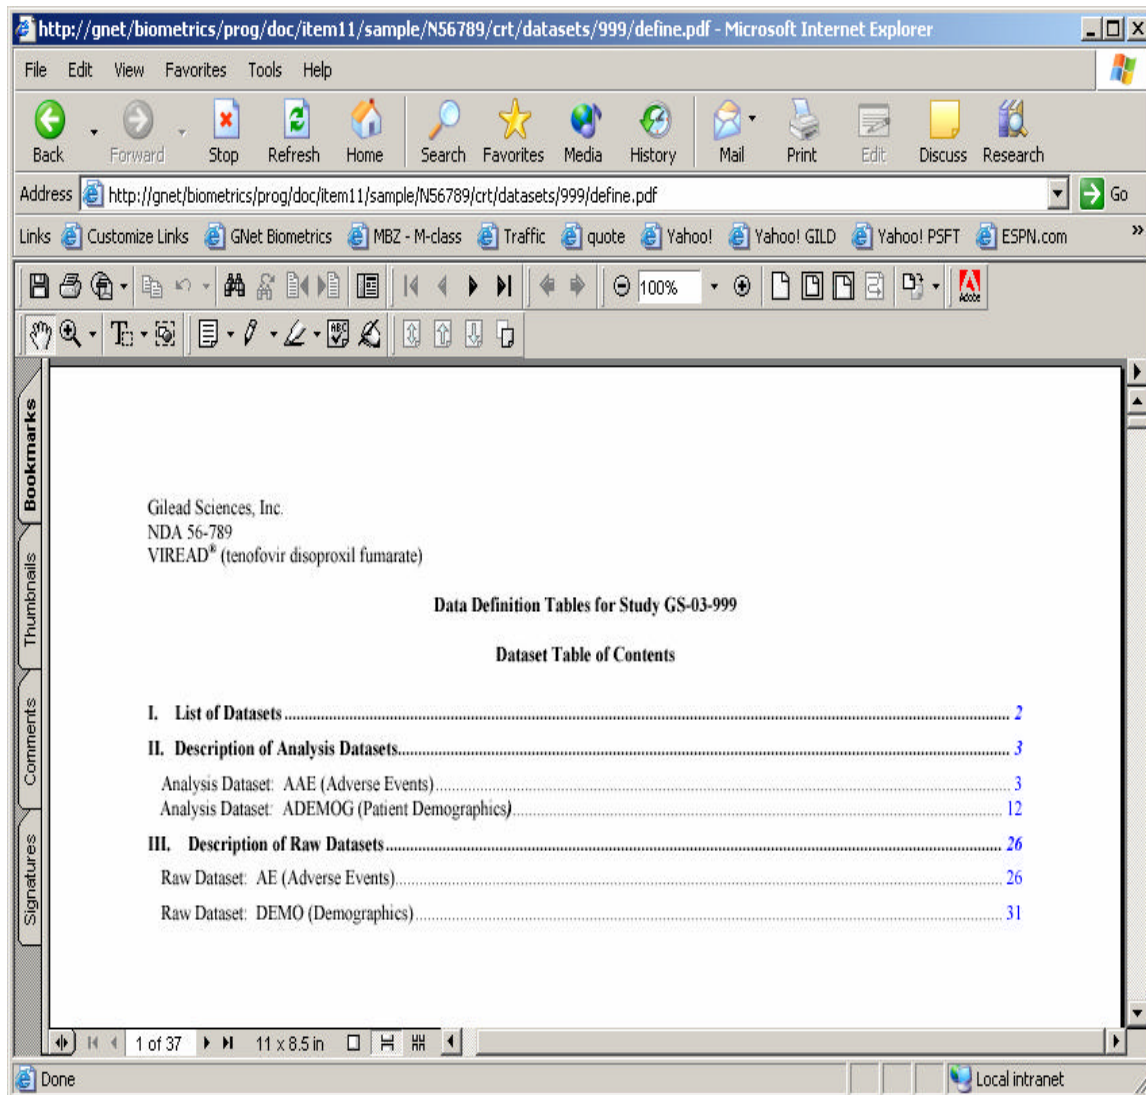 http://gnet/biometrics/prog/doc/item11/sample/N56789/crt/datasets/999/define.pdf - Microsoft Internet Explorer
File Edit View Favorites Tools Help
Back Forward Stop Refresh Home Search Favorites Media History Mail Print Edit Discuss Research
Address http://gnet/biometrics/prog/doc/item11/sample/N56789/crt/datasets/999/define.pdf Go
Links Customize Links GNet Biometrics MBZ - M-class Traffic quote Yahoo! Yahoo! GILD Yahoo! PSFT ESPN.com »
100% Adobe
Bookmarks
Thumbnails
Comments
Signatures
Gilead Sciences, Inc.
NDA 56-789
VIREAD® (tenofovir disoproxil fumarate)
Data Definition Tables for Study GS-03-999
Dataset Table of Contents
I. List of Datasets 2
II. Description of Analysis Datasets 3
Analysis Dataset: AAE (Adverse Events) 3
Analysis Dataset: ADEMOG (Patient Demographics) 12
III. Description of Raw Datasets 26
Raw Dataset: AE (Adverse Events) 26
Raw Dataset: DEMO (Demographics) 31
1 of 37 11 x 8.5 in
Done Local intranet